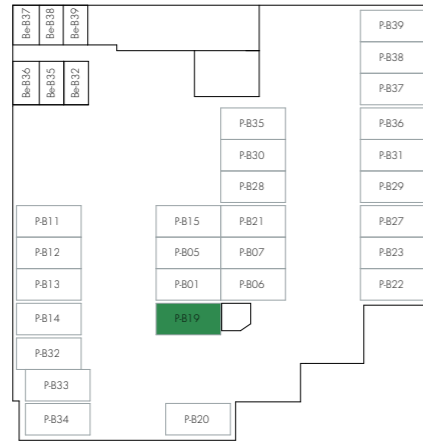 Be-B37 Be-B38 Be-B39
P-B39
P-B38
Be-B36 Be-B35 Be-B32
P-B37
P-B35 P-B36
P-B30 P-B31
P-B28 P-B29
P-B11 P-B15 P-B21 P-B27
P-B12 P-B05 P-B07 P-B23
P-B13 P-B01 P-B06 P-B22
P-B14 P-B19
P-B32
P-B33
P-B34 P-B20